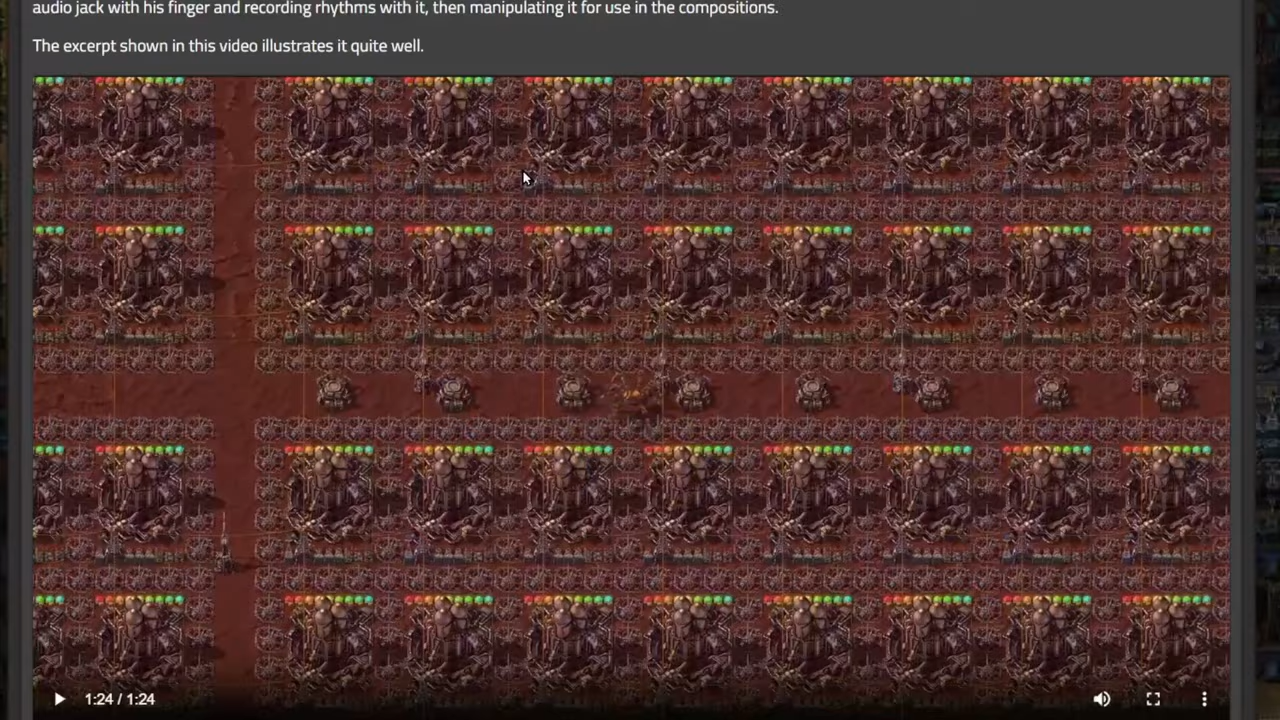 audio jack with his finger and recording rhythms with it, then manipulating it for use in the compositions.
The excerpt shown in this video illustrates it quite well.
1:24 / 1:24